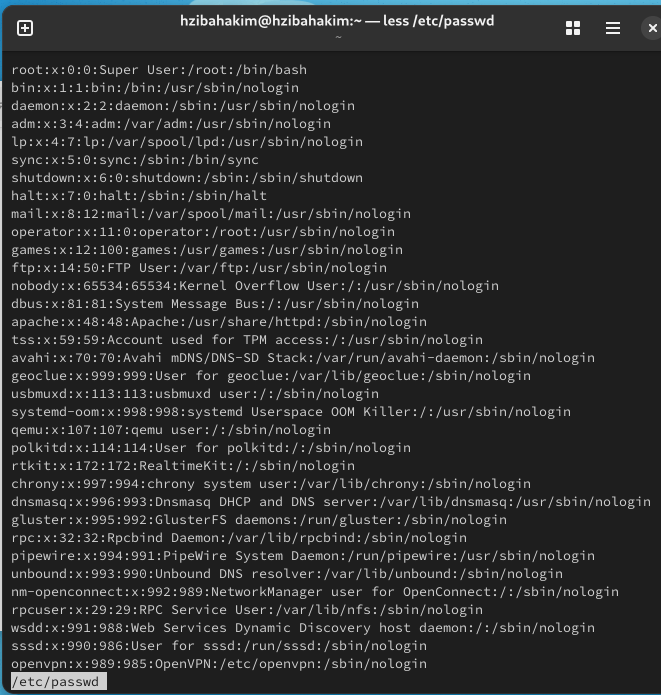 hzibahakim@hzibahakim:~ — less /etc/passwd
~
root:x:0:0:Super User:/root:/bin/bash
bin:x:1:1:bin:/bin:/usr/sbin/nologin
daemon:x:2:2:daemon:/sbin:/usr/sbin/nologin
adm:x:3:4:adm:/var/adm:/usr/sbin/nologin
lp:x:4:7:lp:/var/spool/lpd:/usr/sbin/nologin
sync:x:5:0:sync:/sbin:/bin/sync
shutdown:x:6:0:shutdown:/sbin:/sbin/shutdown
halt:x:7:0:halt:/sbin:/sbin/halt
mail:x:8:12:mail:/var/spool/mail:/usr/sbin/nologin
operator:x:11:0:operator:/root:/usr/sbin/nologin
games:x:12:100:games:/usr/games:/usr/sbin/nologin
ftp:x:14:50:FTP User:/var/ftp:/usr/sbin/nologin
nobody:x:65534:65534:Kernel Overflow User:/:/usr/sbin/nologin
dbus:x:81:81:System Message Bus:/:/usr/sbin/nologin
apache:x:48:48:Apache:/usr/share/httpd:/sbin/nologin
tss:x:59:59:Account used for TPM access:/:/usr/sbin/nologin
avahi:x:70:70:Avahi mDNS/DNS-SD Stack:/var/run/avahi-daemon:/sbin/nologin
geoclue:x:999:999:User for geoclue:/var/lib/geoclue:/sbin/nologin
usbmuxd:x:113:113:usbmuxd user:/:/sbin/nologin
systemd-oom:x:998:998:systemd Userspace OOM Killer:/:/usr/sbin/nologin
qemu:x:107:107:qemu user:/:/sbin/nologin
polkitd:x:114:114:User for polkitd:/:/sbin/nologin
rtkit:x:172:172:RealtimeKit:/:/sbin/nologin
chrony:x:997:994:chrony system user:/var/lib/chrony:/sbin/nologin
dnsmasq:x:996:993:Dnsmasq DHCP and DNS server:/var/lib/dnsmasq:/usr/sbin/nologin
gluster:x:995:992:GlusterFS daemons:/run/gluster:/sbin/nologin
rpc:x:32:32:Rpcbind Daemon:/var/lib/rpcbind:/sbin/nologin
pipewire:x:994:991:PipeWire System Daemon:/run/pipewire:/usr/sbin/nologin
unbound:x:993:990:Unbound DNS resolver:/var/lib/unbound:/sbin/nologin
nm-openconnect:x:992:989:NetworkManager user for OpenConnect:/:/sbin/nologin
rpcuser:x:29:29:RPC Service User:/var/lib/nfs:/sbin/nologin
wsdd:x:991:988:Web Services Dynamic Discovery host daemon:/:/sbin/nologin
sssd:x:990:986:User for sssd:/run/sssd:/sbin/nologin
openvpn:x:989:985:OpenVPN:/etc/openvpn:/sbin/nologin
/etc/passwd